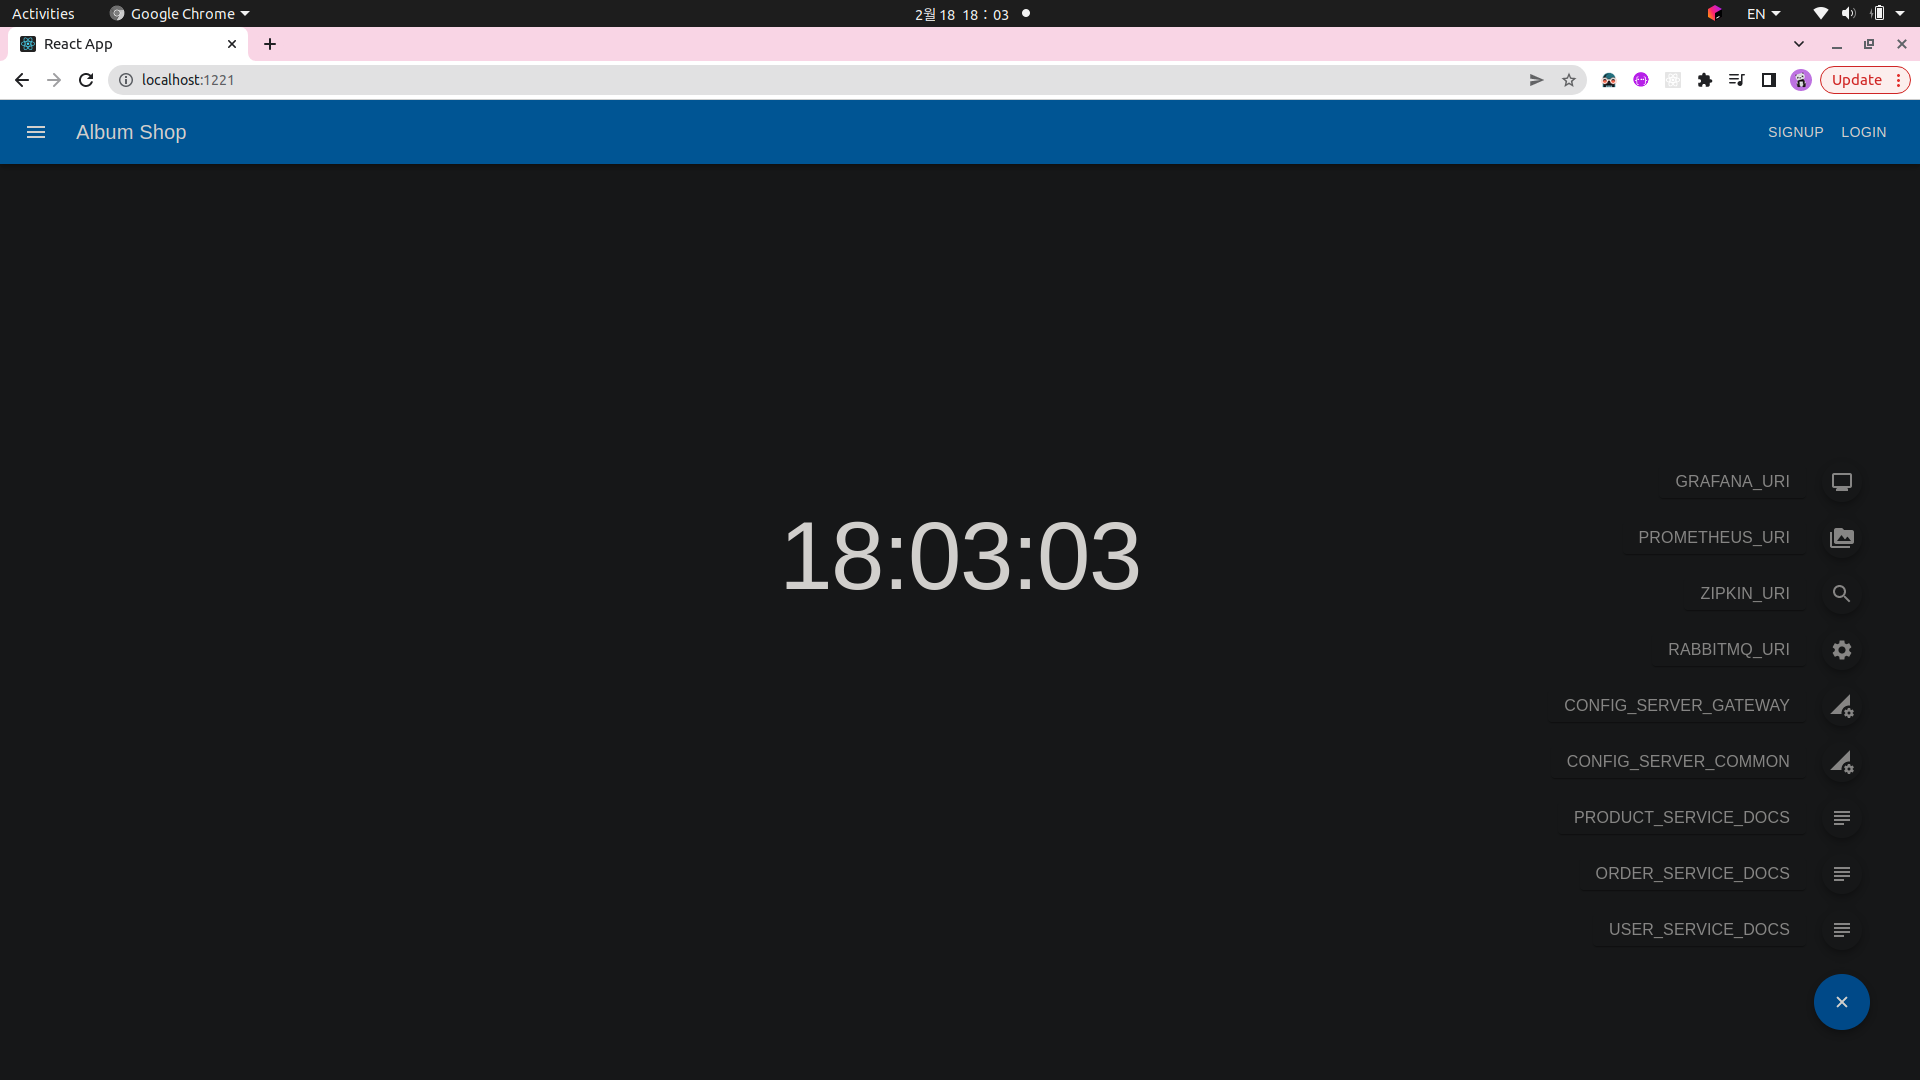 Activities Google Chrome 2월 18 18 : 03 EN
React App
localhost:1221 Update
Album Shop SIGNUP LOGIN
GRAFANA_URI
18:03:03
PROMETHEUS_URI
ZIPKIN_URI
RABBITMQ_URI
CONFIG_SERVER_GATEWAY
CONFIG_SERVER_COMMON
PRODUCT_SERVICE_DOCS
ORDER_SERVICE_DOCS
USER_SERVICE_DOCS